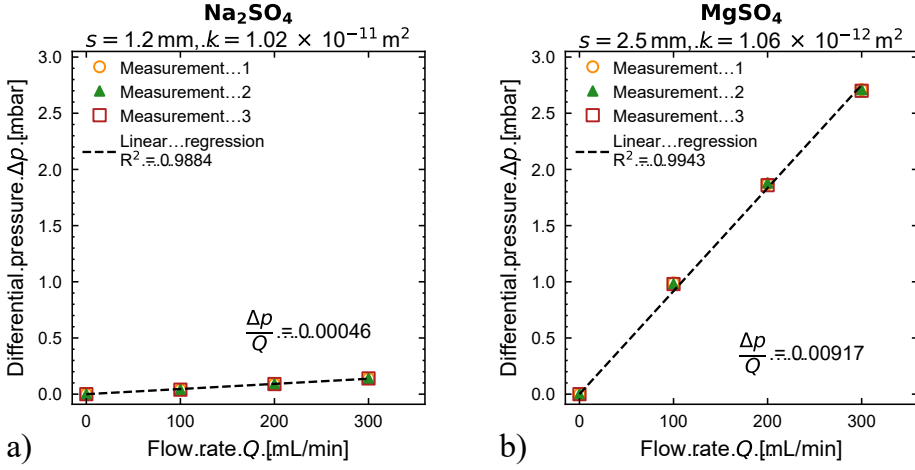 Na₂SO₄
s = 1.2 mm, k = 1.02 × 10⁻¹¹ m²
Differential.pressure.Δp.[mbar]
3.0
2.5
2.0
1.5
1.0
0.5
0.0
Measurement...1
Measurement...2
Measurement...3
Linear...regression
R² = 0.9884
Δp/Q = 0.00046
0 100 200 300
Flow.rate.Q.[mL/min]
a)
MgSO₄
s = 2.5 mm, k = 1.06 × 10⁻¹² m²
Differential.pressure.Δp.[mbar]
3.0
2.5
2.0
1.5
1.0
0.5
0.0
Measurement...1
Measurement...2
Measurement...3
Linear...regression
R² = 0.9943
Δp/Q = 0.00917
0 100 200 300
Flow.rate.Q.[mL/min]
b)